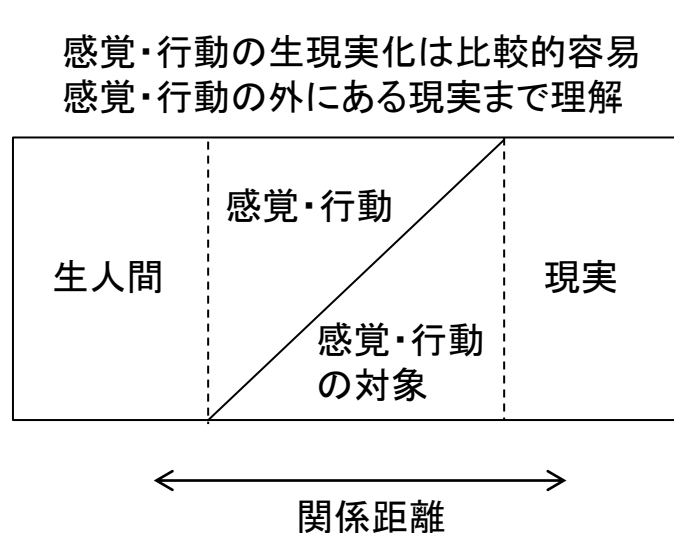 感覚・行動の生現実化は比較的容易
感覚・行動の外にある現実まで理解
生人間
感覚・行動
感覚・行動
の対象
現実
関係距離